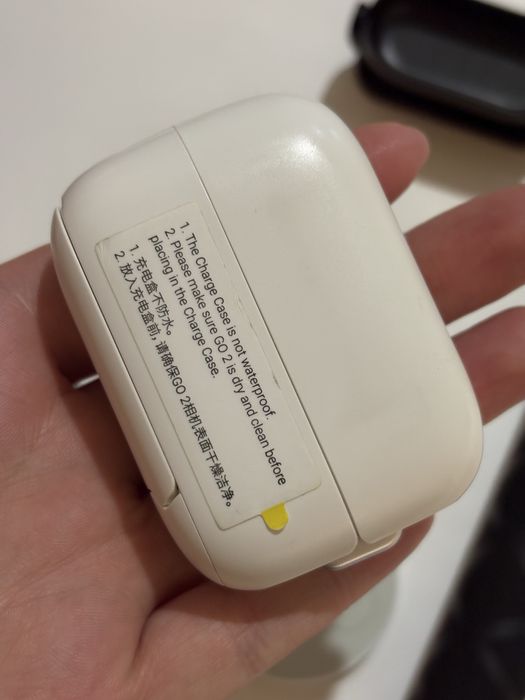 1. The Charge Case is not waterproof.
2. Please make sure GO 2 is dry and clean before
placing in the Charge Case.
1. 充电盒不防水。
2. 放入充电盒前, 请确保GO 2相机表面干燥洁净。